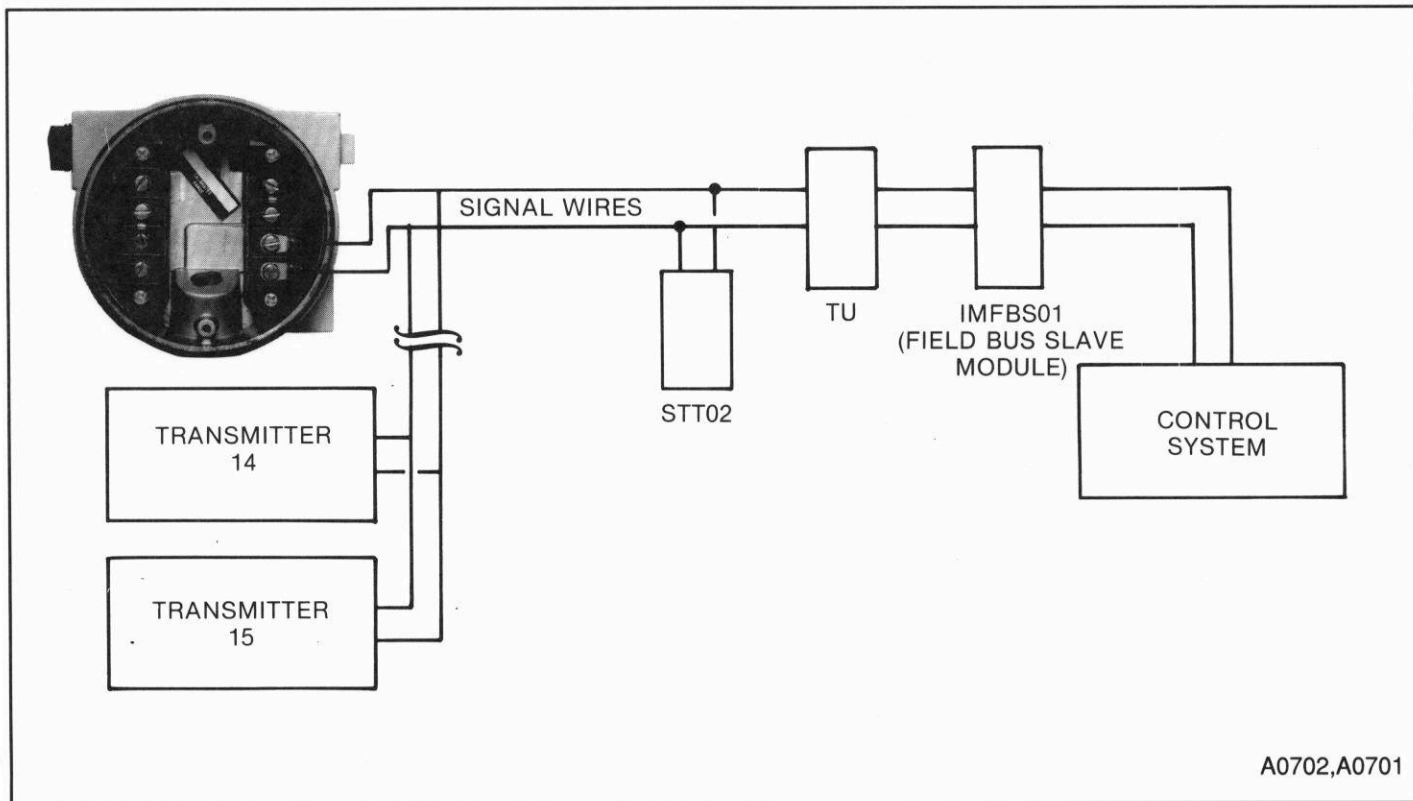 SIGNAL WIRES
TU
IMFBS01
(FIELD BUS SLAVE
MODULE)
STT02
CONTROL
SYSTEM
TRANSMITTER
14
TRANSMITTER
15
A0702,A0701